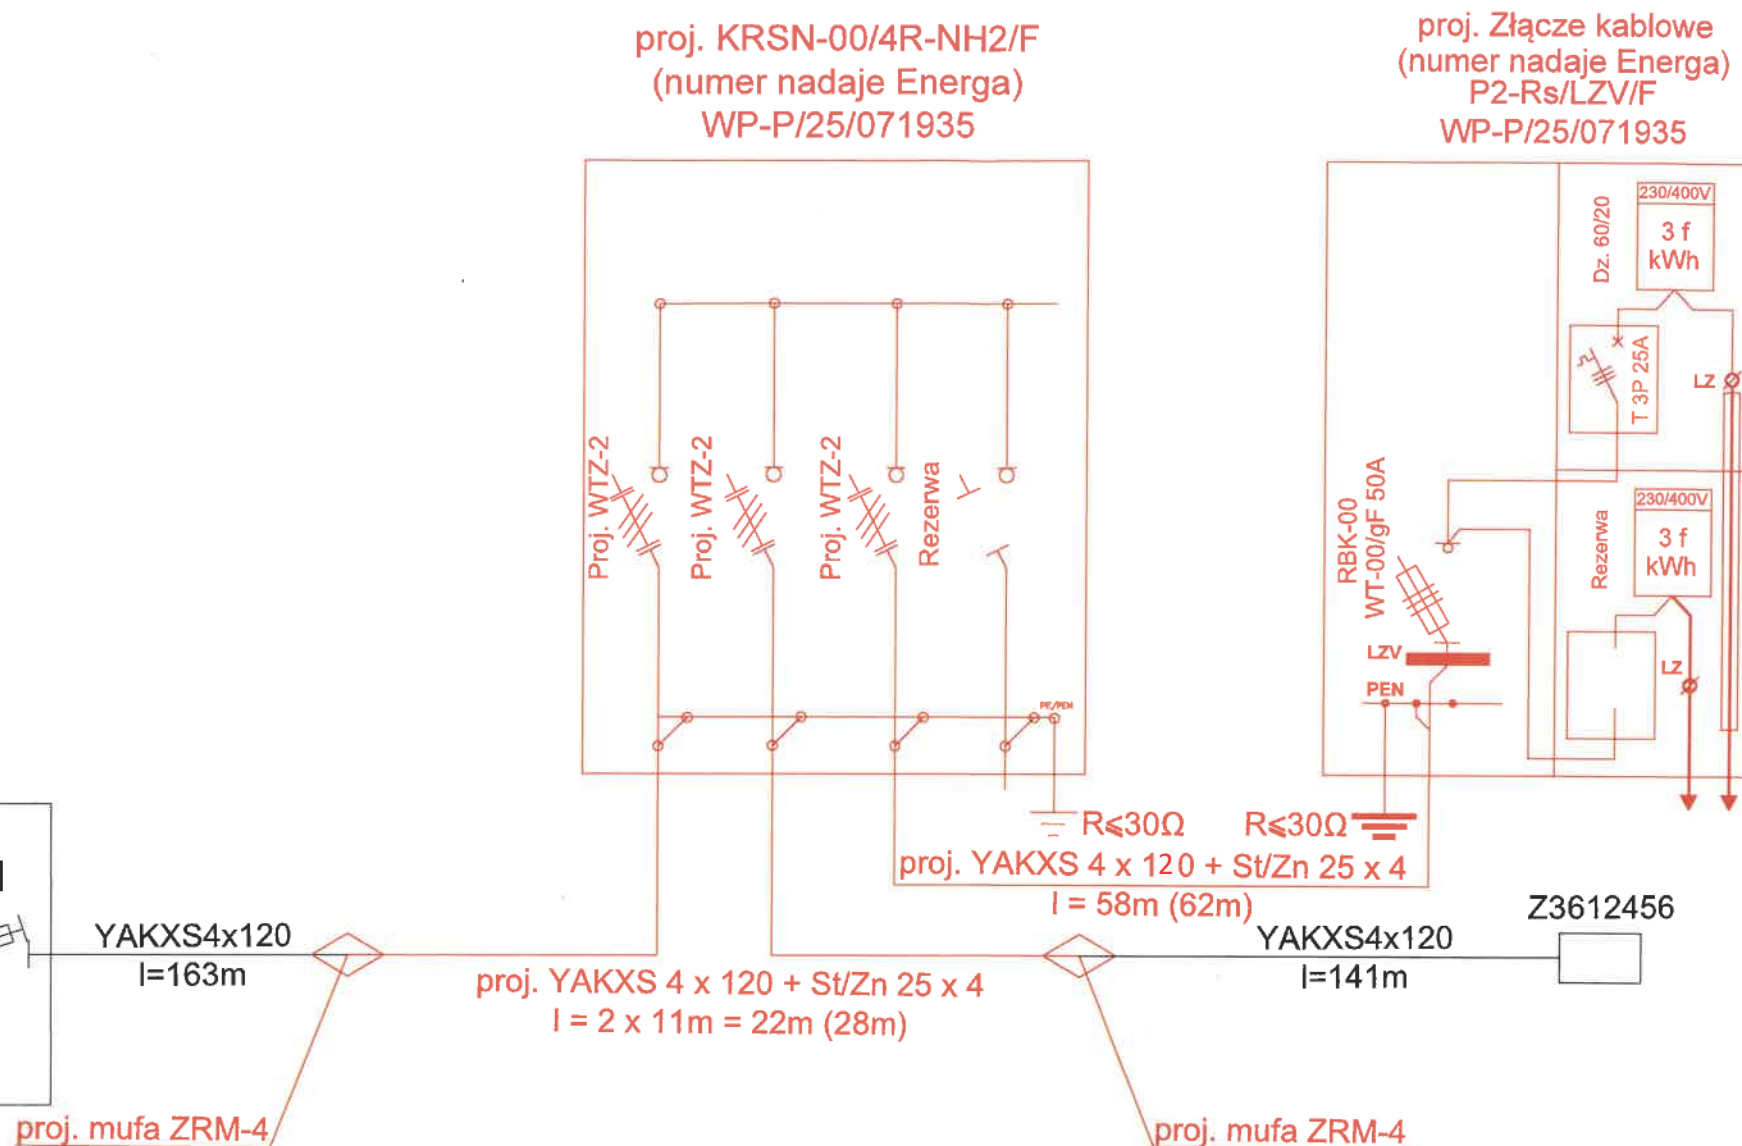 proj. KRSN-00/4R-NH2/F
(numer nadaje Energa)
WP-P/25/071935
proj. Złącze kablowe
(numer nadaje Energa)
P2-Rs/LZV/F
WP-P/25/071935
Proj. WTZ-2
Proj. WTZ-2
Proj. WTZ-2
Rezerwa
PE/PEN
R⩽30Ω
RBK-00
WT-00/gF 50A
LZV
PEN
R⩽30Ω
Dz. 60/20
230/400V
3 f
kWh
T 3P 25A
LZ
Rezerwa
230/400V
3 f
kWh
LZ
proj. YAKXS 4 x 120 + St/Zn 25 x 4
l = 58m (62m)
YAKXS4x120
l=163m
proj. YAKXS 4 x 120 + St/Zn 25 x 4
l = 2 x 11m = 22m (28m)
YAKXS4x120
l=141m
Z3612456
proj. mufa ZRM-4
proj. mufa ZRM-4